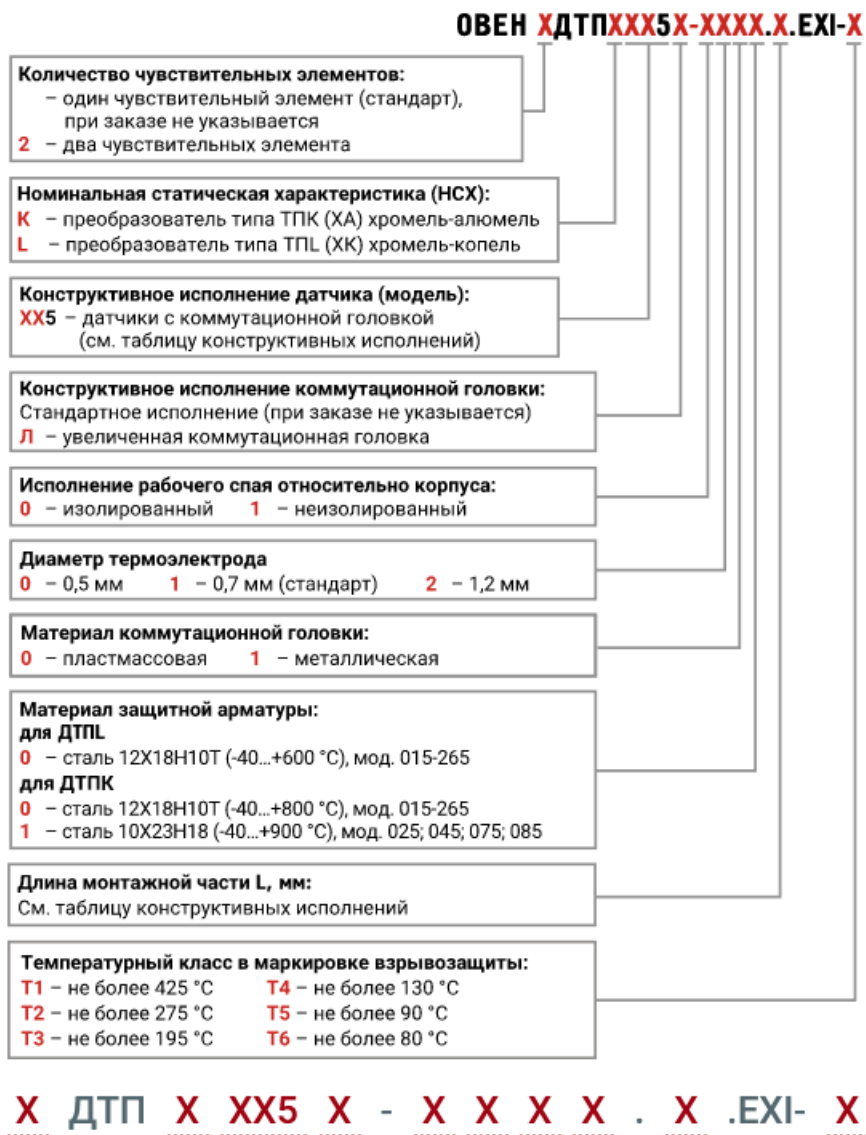 ОВЕН ХДТПХХХ5Х-ХХХХ.Х.EXI-Х
Количество чувствительных элементов:
– один чувствительный элемент (стандарт),
при заказе не указывается
2 – два чувствительных элемента
Номинальная статическая характеристика (НСХ):
К – преобразователь типа ТПК (ХА) хромель-алюмель
L – преобразователь типа ТПL (ХК) хромель-копель
Конструктивное исполнение датчика (модель):
ХХ5 – датчики с коммутационной головкой
(см. таблицу конструктивных исполнений)
Конструктивное исполнение коммутационной головки:
Стандартное исполнение (при заказе не указывается)
Л – увеличенная коммутационная головка
Исполнение рабочего спая относительно корпуса:
0 – изолированный 1 – неизолированный
Диаметр термоэлектрода
0 – 0,5 мм 1 – 0,7 мм (стандарт) 2 – 1,2 мм
Материал коммутационной головки:
0 – пластмассовая 1 – металлическая
Материал защитной арматуры:
для ДТПL
0 – сталь 12Х18Н10Т (-40...+600 °С), мод. 015-265
для ДТПК
0 – сталь 12Х18Н10Т (-40...+800 °С), мод. 015-265
1 – сталь 10Х23Н18 (-40...+900 °С), мод. 025; 045; 075; 085
Длина монтажной части L, мм:
См. таблицу конструктивных исполнений
Температурный класс в маркировке взрывозащиты:
Т1 – не более 425 °С Т4 – не более 130 °С
Т2 – не более 275 °С Т5 – не более 90 °С
Т3 – не более 195 °С Т6 – не более 80 °С
Х ДТП Х ХХ5 Х - Х Х Х Х . Х .EXI- Х